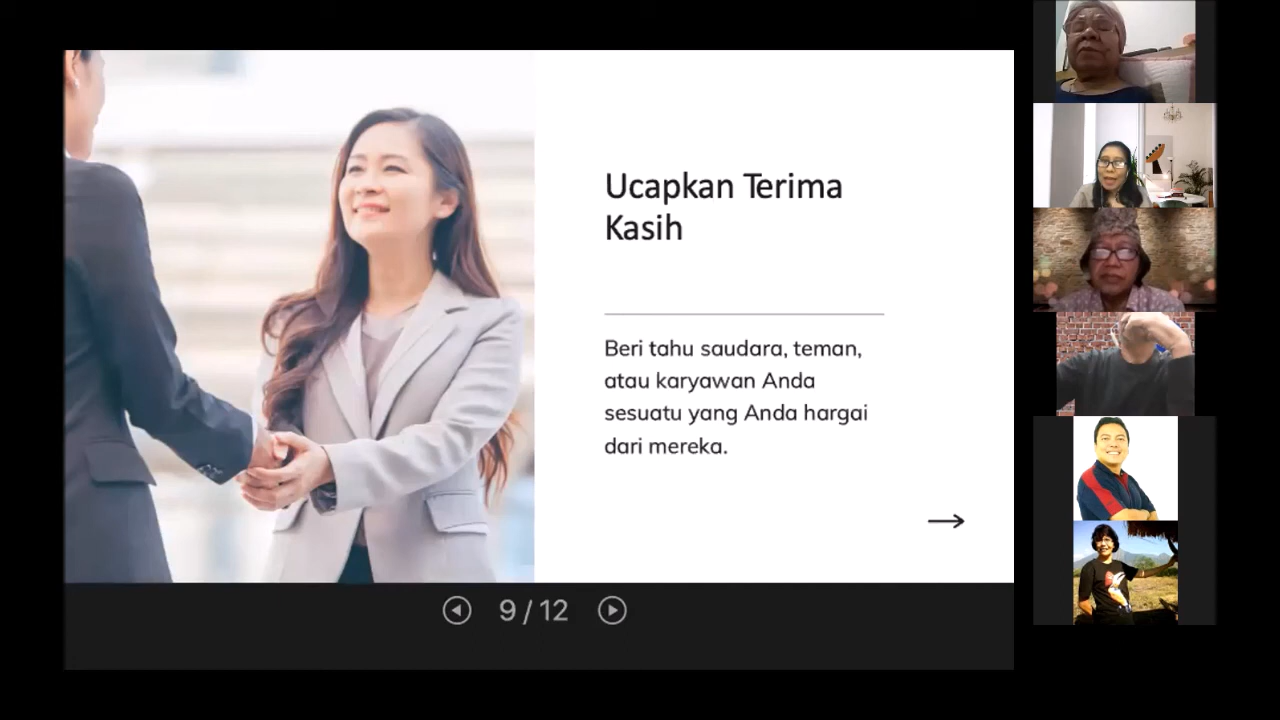 Ucapkan Terima
Kasih
Beri tahu saudara, teman,
atau karyawan Anda
sesuatu yang Anda hargai
dari mereka.
9 / 12